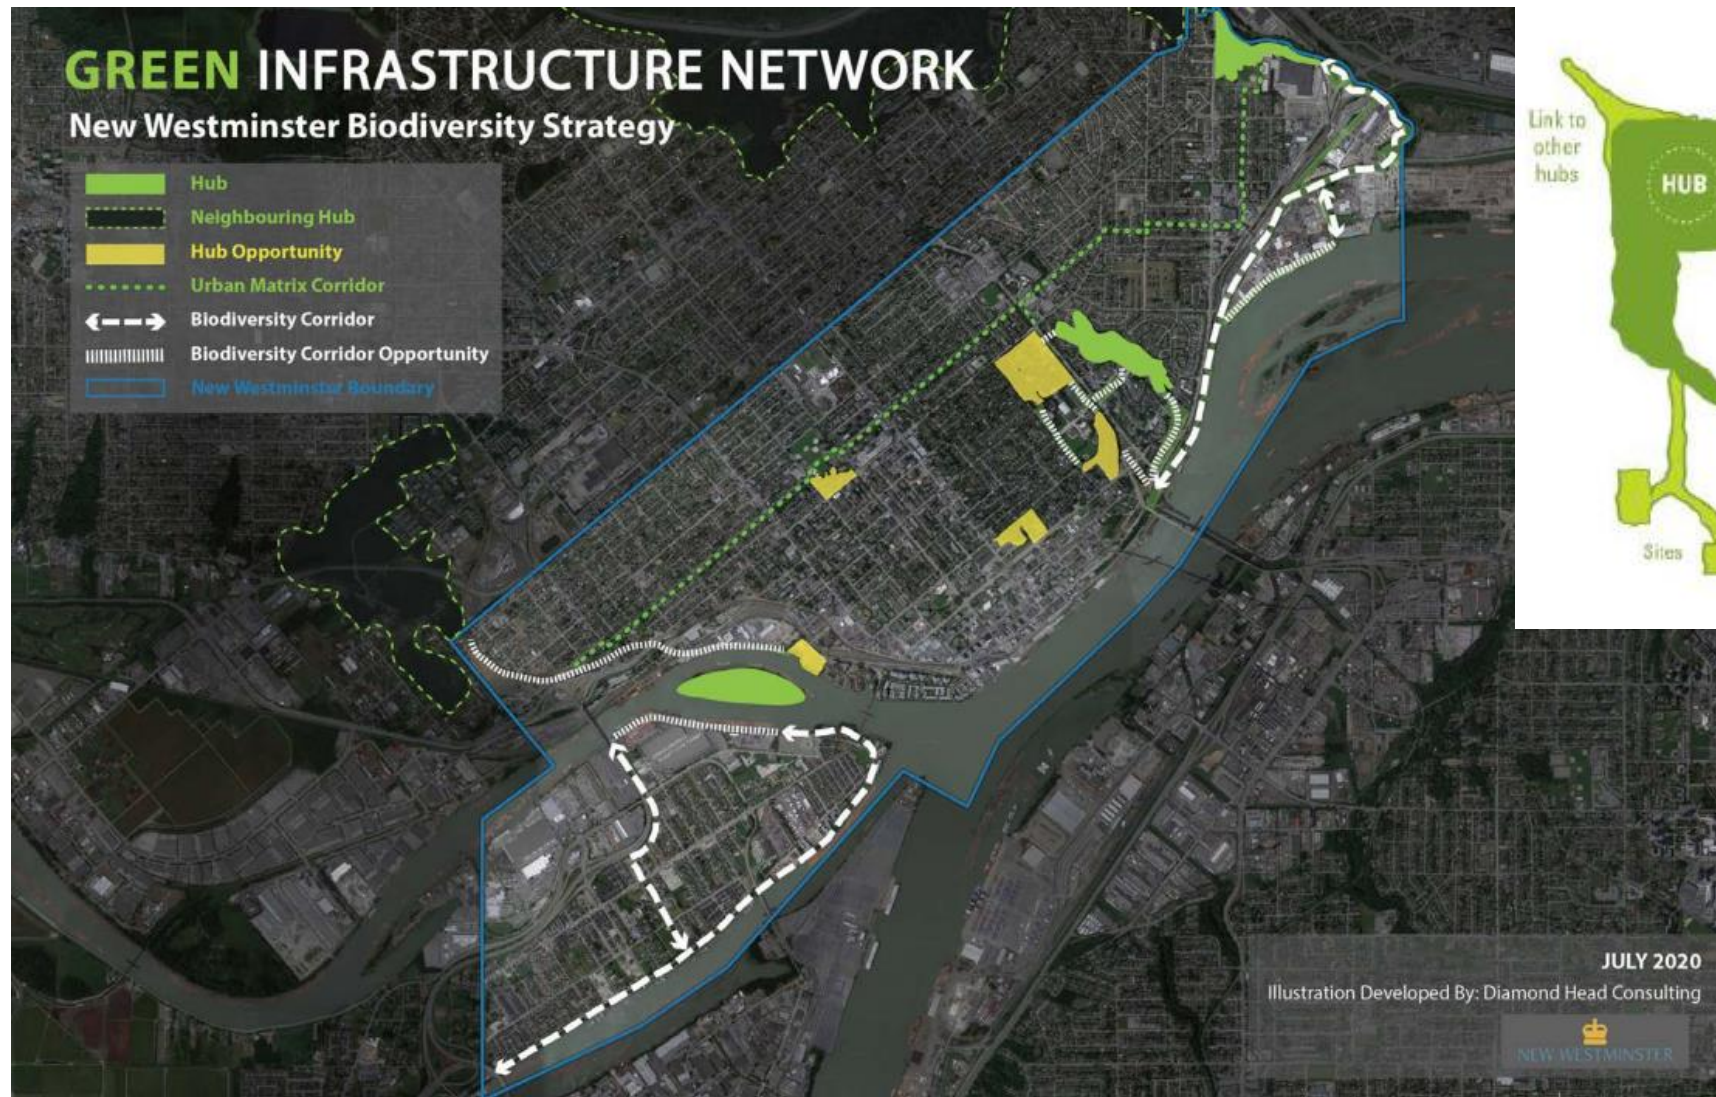 GREEN INFRASTRUCTURE NETWORK
New Westminster Biodiversity Strategy
Hub
Neighbouring Hub
Hub Opportunity
Urban Matrix Corridor
Biodiversity Corridor
Biodiversity Corridor Opportunity
New Westminster Boundary
Link to
other
hubs
HUB
Sites
JULY 2020
Illustration Developed By: Diamond Head Consulting
NEW WESTMINSTER